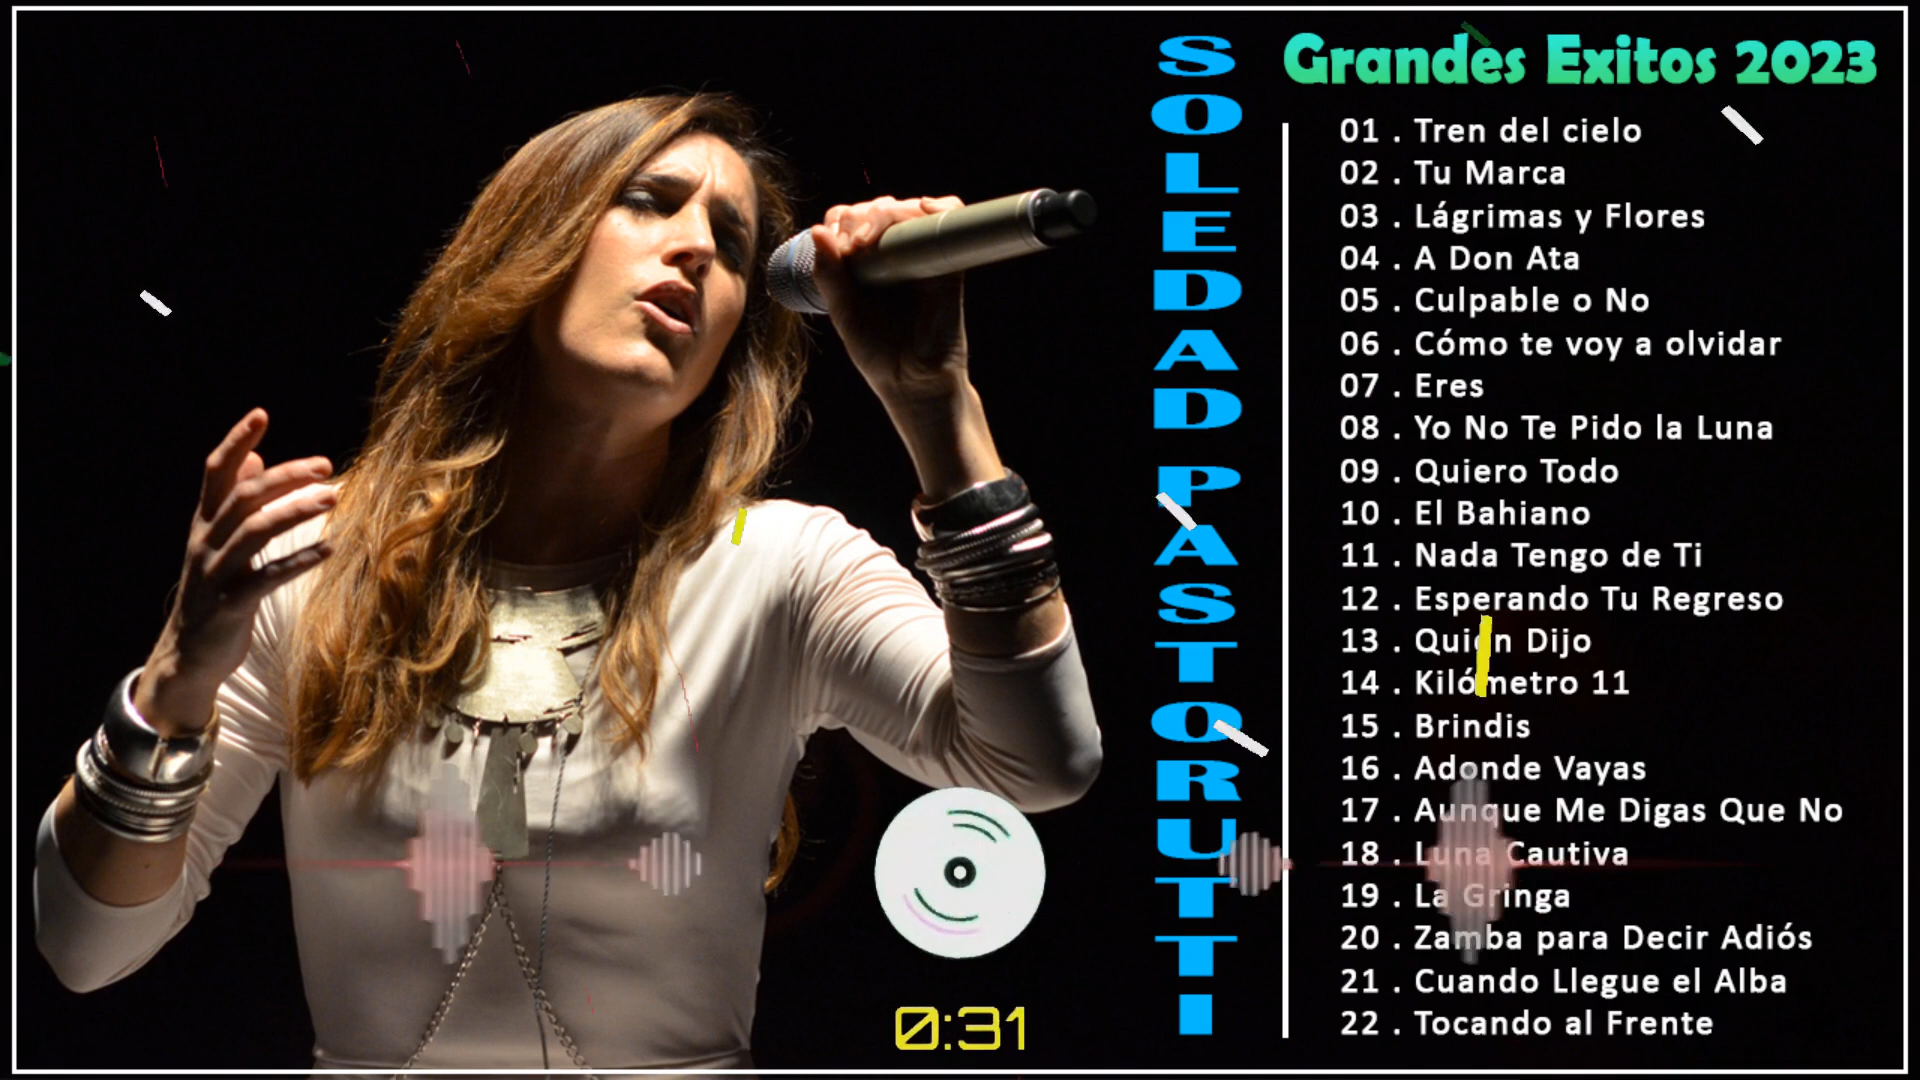 SOLEDAD PASTORUTTI
Grandes Exitos 2023
01 . Tren del cielo
02 . Tu Marca
03 . Lágrimas y Flores
04 . A Don Ata
05 . Culpable o No
06 . Cómo te voy a olvidar
07 . Eres
08 . Yo No Te Pido la Luna
09 . Quiero Todo
10 . El Bahiano
11 . Nada Tengo de Ti
12 . Esperando Tu Regreso
13 . Quien Dijo
14 . Kilómetro 11
15 . Brindis
16 . Adonde Vayas
17 . Aunque Me Digas Que No
18 . Luna Cautiva
19 . La Gringa
20 . Zamba para Decir Adiós
21 . Cuando Llegue el Alba
22 . Tocando al Frente
0:31